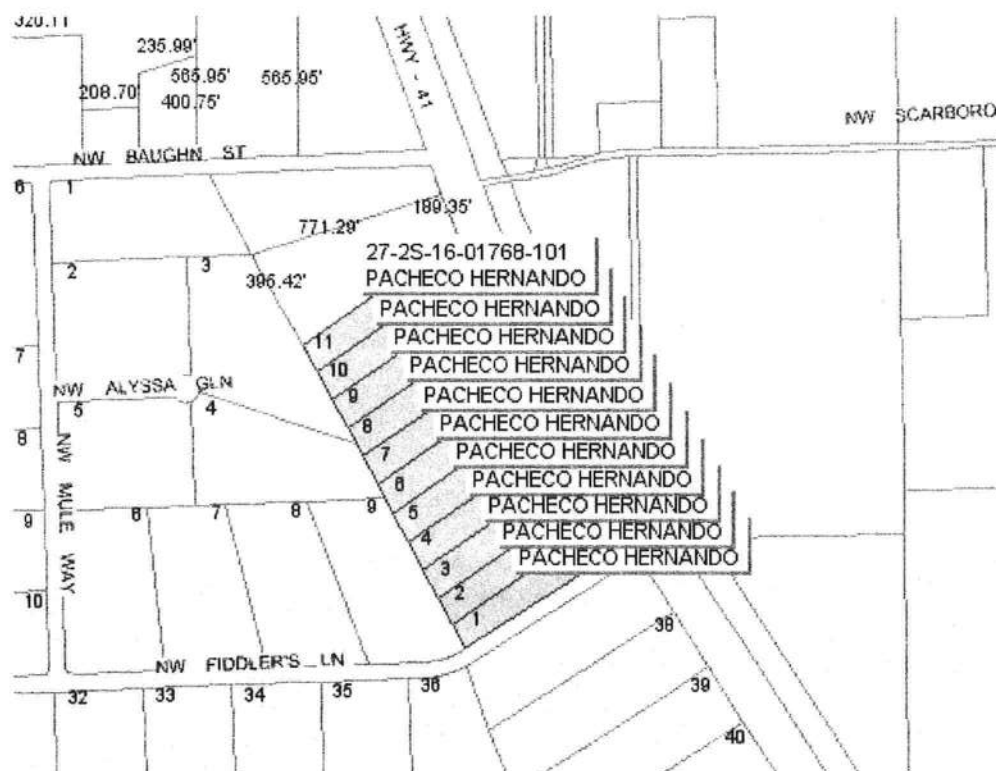 320.11
235.99'
565.95'
565.95'
208.70'
400.75'
HWY - 41
NW SCARBORO
NW BAUGHN ST
6
1
189.35'
771.29'
27-2S-16-01768-101
PACHECO HERNANDO
2
3
395.42'
PACHECO HERNANDO
PACHECO HERNANDO
11
7
PACHECO HERNANDO
10
NW ALYSSA GLN
PACHECO HERNANDO
9
5
4
PACHECO HERNANDO
8
8
PACHECO HERNANDO
7
NW MULE WAY
PACHECO HERNANDO
6
PACHECO HERNANDO
9
6
7
8
9
5
PACHECO HERNANDO
4
PACHECO HERNANDO
3
10
2
1
38
NW FIDDLER'S LN
32
33
34
35
36
39
40